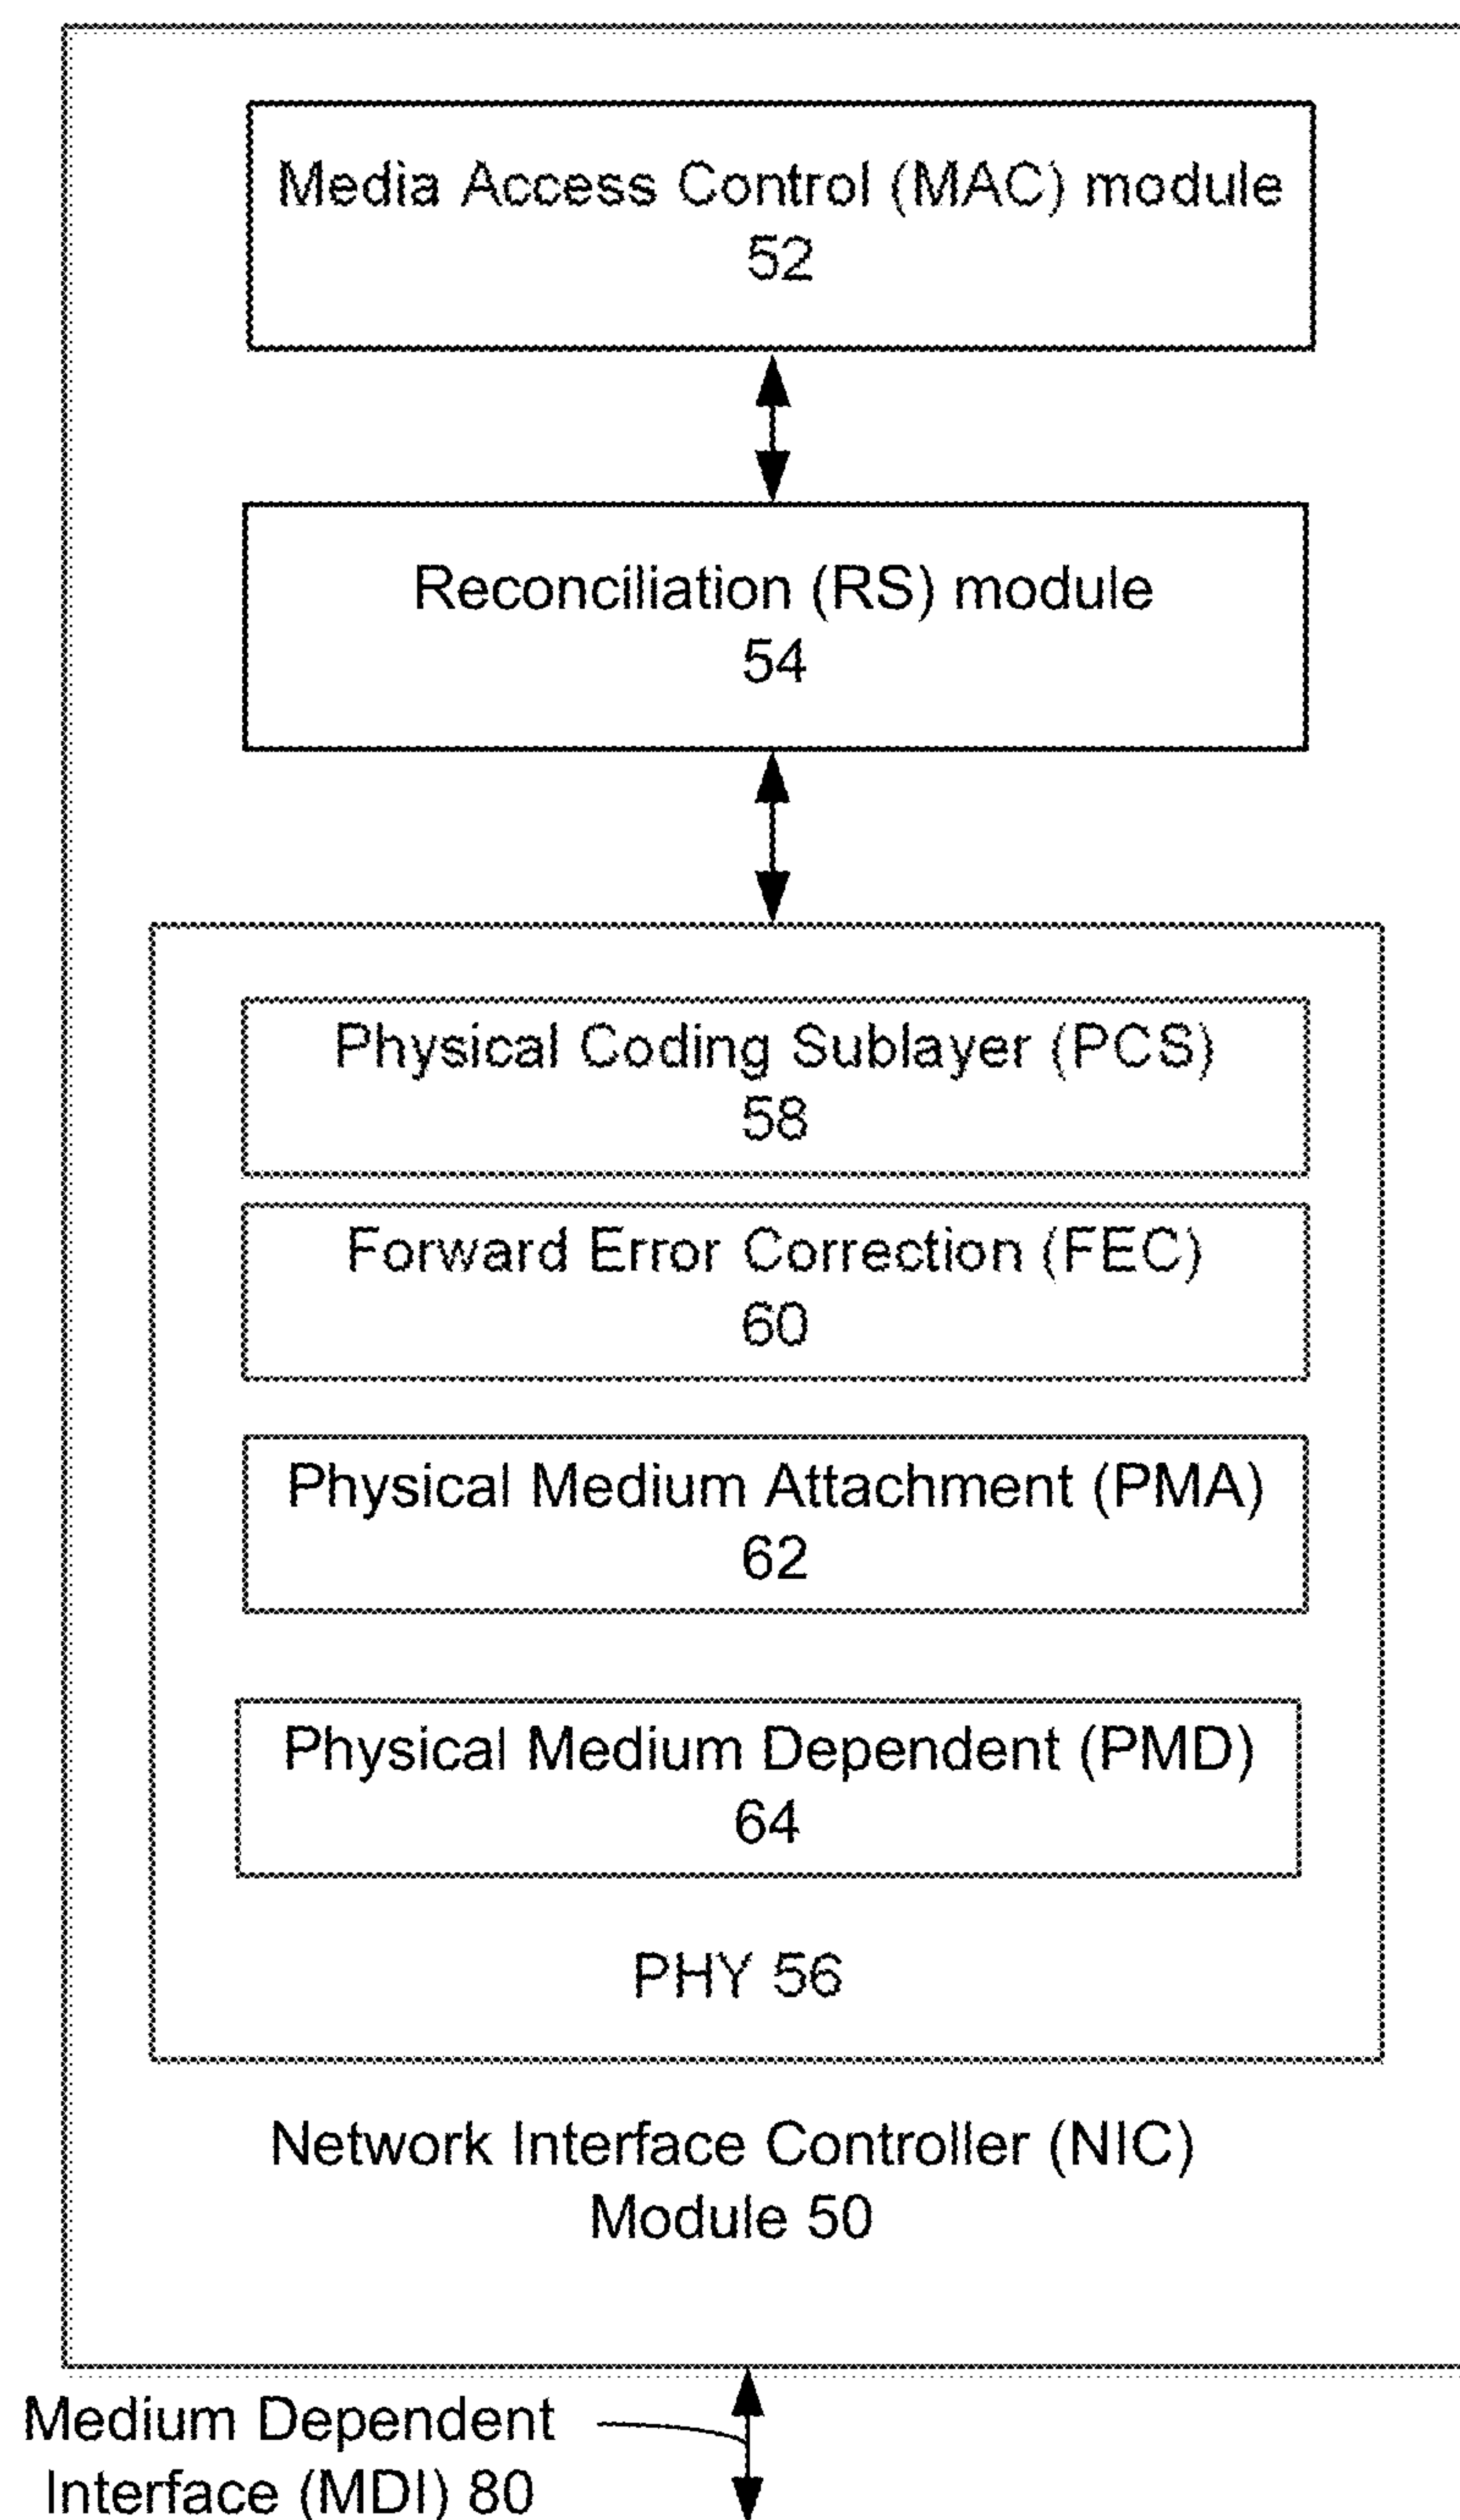 Media Access Control (MAC) module
52
Reconciliation (RS) module
54
Physical Coding Sublayer (PCS)
58
Forward Error Correction (FEC)
60
Physical Medium Attachment (PMA)
62
Physical Medium Dependent (PMD)
64
PHY 56
Network Interface Controller (NIC)
Module 50
Medium Dependent
Interface (MDI) 80